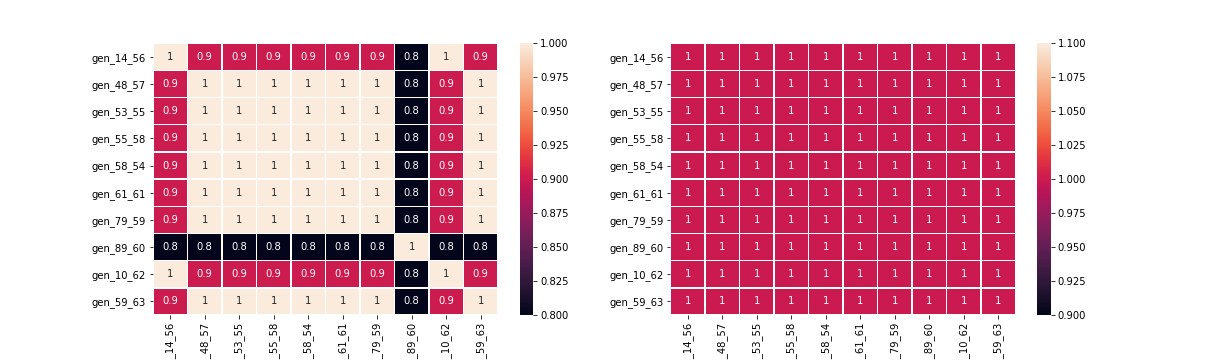 gen_14_56 1 0.9 0.9 0.9 0.9 0.9 0.9 0.8 1 0.9
gen_48_57 0.9 1 1 1 1 1 1 0.8 0.9 1
gen_53_55 0.9 1 1 1 1 1 1 0.8 0.9 1
gen_55_58 0.9 1 1 1 1 1 1 0.8 0.9 1
gen_58_54 0.9 1 1 1 1 1 1 0.8 0.9 1
gen_61_61 0.9 1 1 1 1 1 1 0.8 0.9 1
gen_79_59 0.9 1 1 1 1 1 1 0.8 0.9 1
gen_89_60 0.8 0.8 0.8 0.8 0.8 0.8 0.8 1 0.8 0.8
gen_10_62 1 0.9 0.9 0.9 0.9 0.9 0.9 0.8 1 0.9
gen_59_63 0.9 1 1 1 1 1 1 0.8 0.9 1
_14_56
_48_57
_53_55
_55_58
_58_54
_61_61
_79_59
_89_60
_10_62
_59_63
1.000
0.975
0.950
0.925
0.900
0.875
0.850
0.825
0.800
gen_14_56 1 1 1 1 1 1 1 1 1 1
gen_48_57 1 1 1 1 1 1 1 1 1 1
gen_53_55 1 1 1 1 1 1 1 1 1 1
gen_55_58 1 1 1 1 1 1 1 1 1 1
gen_58_54 1 1 1 1 1 1 1 1 1 1
gen_61_61 1 1 1 1 1 1 1 1 1 1
gen_79_59 1 1 1 1 1 1 1 1 1 1
gen_89_60 1 1 1 1 1 1 1 1 1 1
gen_10_62 1 1 1 1 1 1 1 1 1 1
gen_59_63 1 1 1 1 1 1 1 1 1 1
_14_56
_48_57
_53_55
_55_58
_58_54
_61_61
_79_59
_89_60
_10_62
_59_63
1.100
1.075
1.050
1.025
1.000
0.975
0.950
0.925
0.900